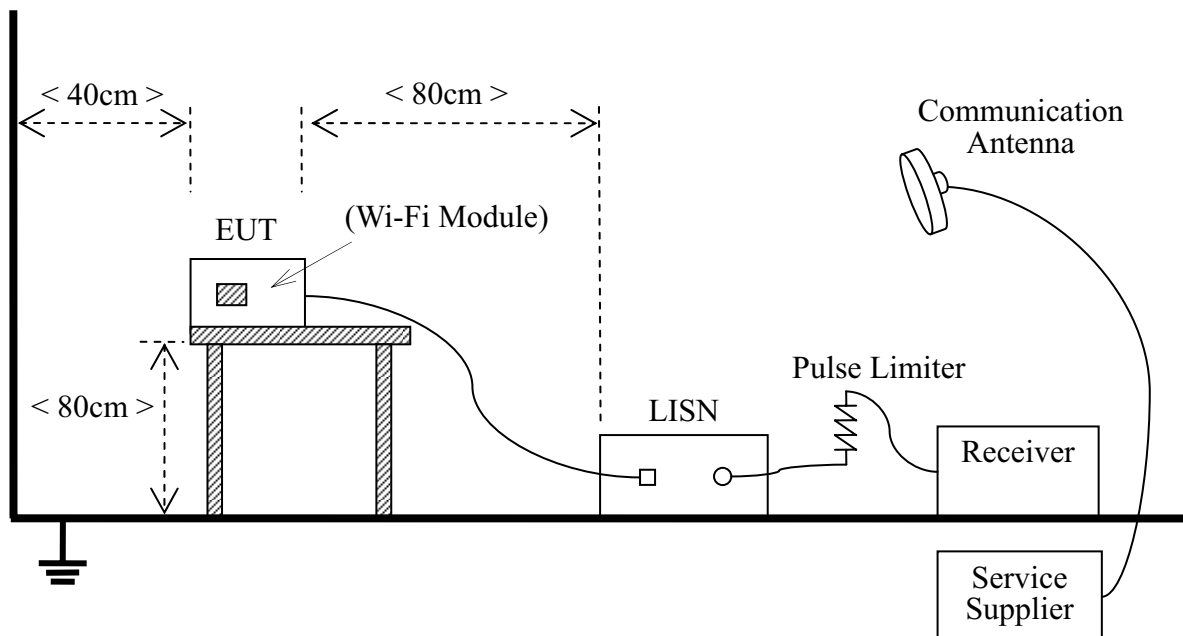 < 40cm >
< 80cm >
Communication
Antenna
EUT
(Wi-Fi Module)
< 80cm >
LISN
Pulse Limiter
Receiver
Service
Supplier